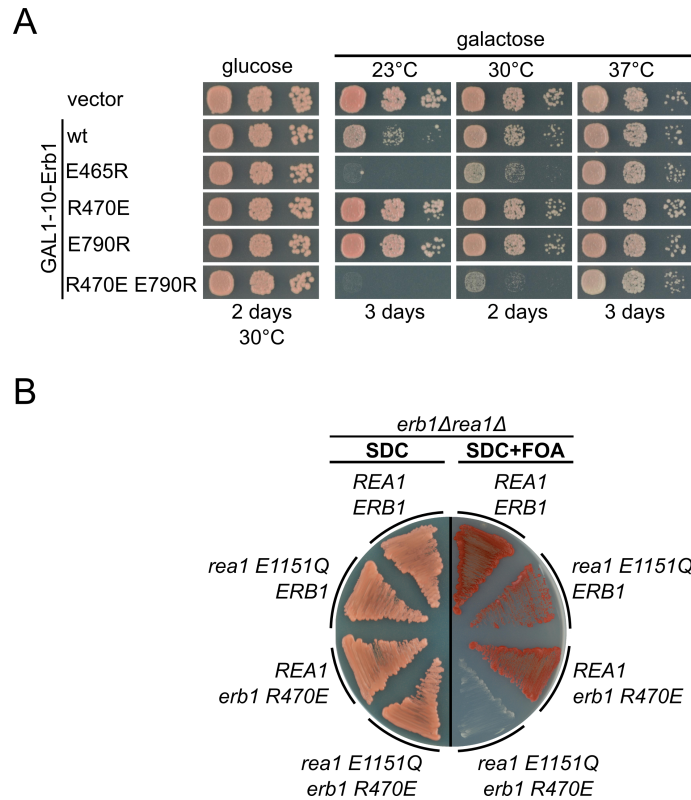 A
galactose
glucose
23°C
30°C
37°C
vector
GAL1-10-Erb1
wt
E465R
R470E
E790R
R470E E790R
2 days
30°C
3 days
2 days
3 days
B
erb1Δrea1Δ
SDC
SDC+FOA
REA1
ERB1
REA1
ERB1
rea1 E1151Q
ERB1
rea1 E1151Q
ERB1
REA1
erb1 R470E
REA1
erb1 R470E
rea1 E1151Q
erb1 R470E
rea1 E1151Q
erb1 R470E